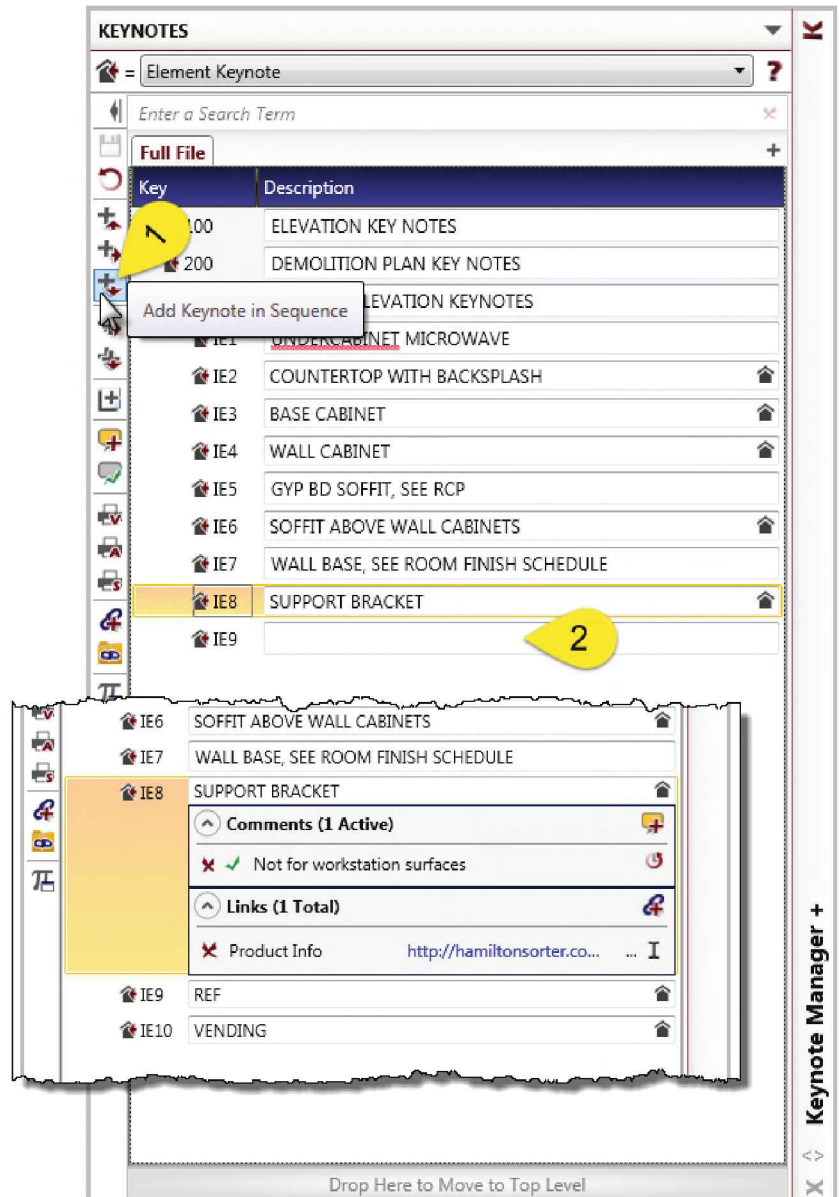 KEYNOTES
= Element Keynote ?
Enter a Search Term
Full File +
Key Description
100 ELEVATION KEY NOTES
1
200 DEMOLITION PLAN KEY NOTES
Add Keynote in Sequence
ELEVATION KEYNOTES
IE1 UNDERCABINET MICROWAVE
IE2 COUNTERTOP WITH BACKSPLASH
IE3 BASE CABINET
IE4 WALL CABINET
IE5 GYP BD SOFFIT, SEE RCP
IE6 SOFFIT ABOVE WALL CABINETS
IE7 WALL BASE, SEE ROOM FINISH SCHEDULE
IE8 SUPPORT BRACKET
IE9
2
IE6 SOFFIT ABOVE WALL CABINETS
IE7 WALL BASE, SEE ROOM FINISH SCHEDULE
IE8 SUPPORT BRACKET
Comments (1 Active)
Not for workstation surfaces
Links (1 Total)
Product Info http://hamiltonsorter.co... ...
IE9 REF
IE10 VENDING
Drop Here to Move to Top Level
Keynote Manager +